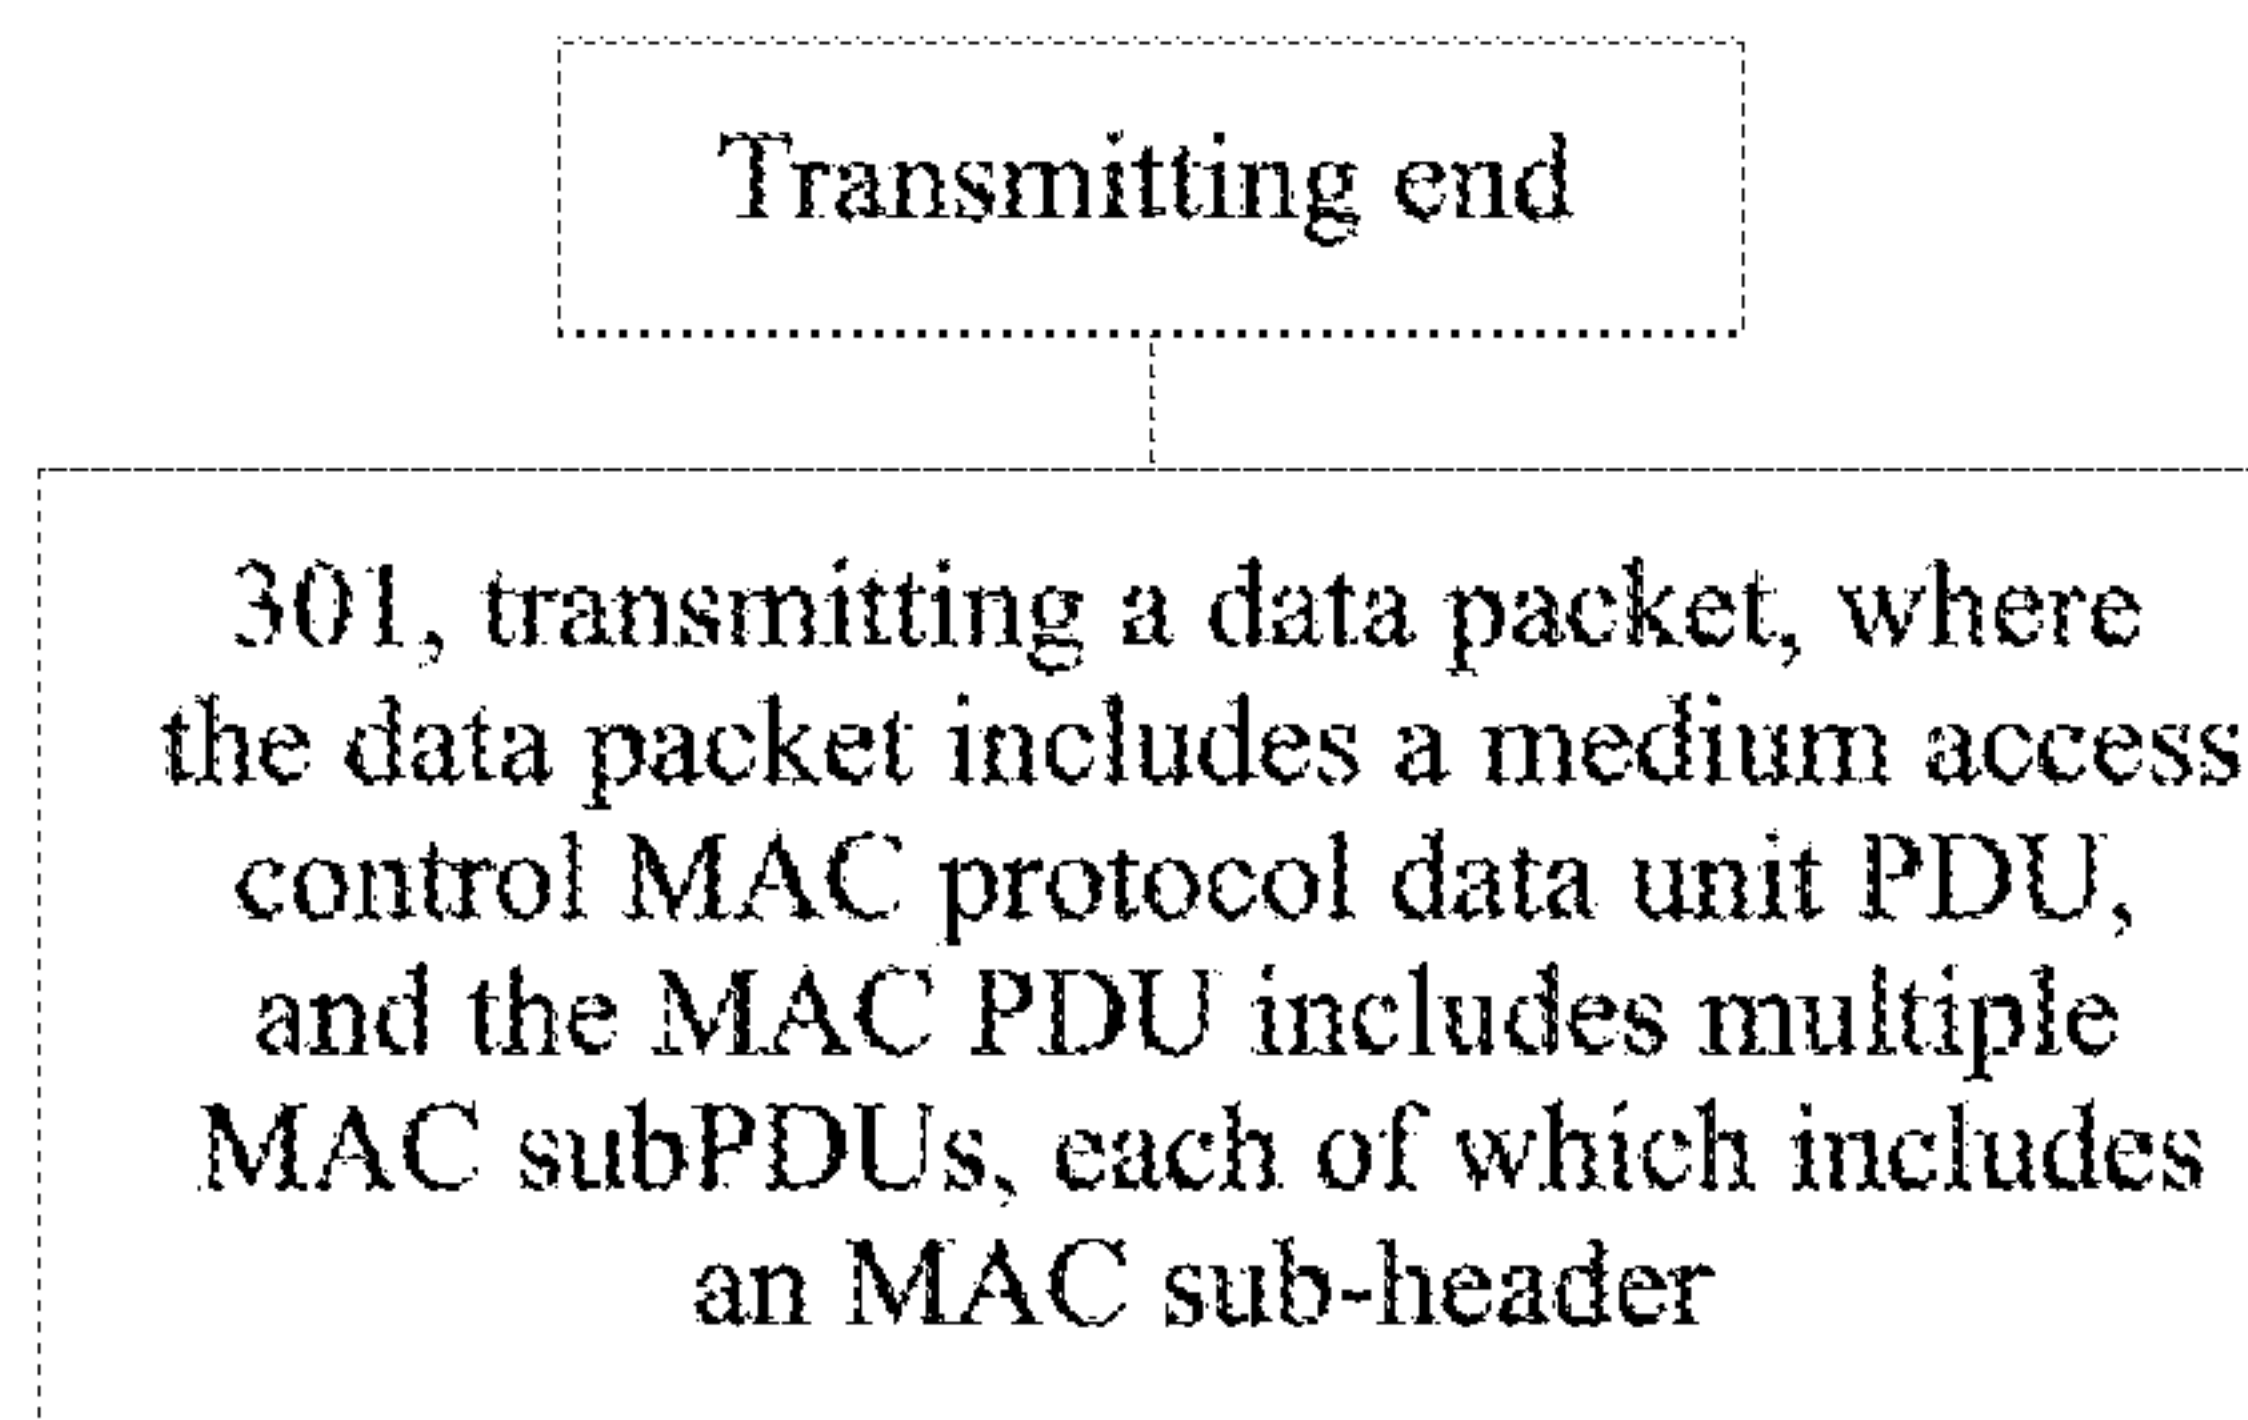 Transmitting end
301, transmitting a data packet, where
the data packet includes a medium access
control MAC protocol data unit PDU,
and the MAC PDU includes multiple
MAC subPDUs, each of which includes
an MAC sub-header